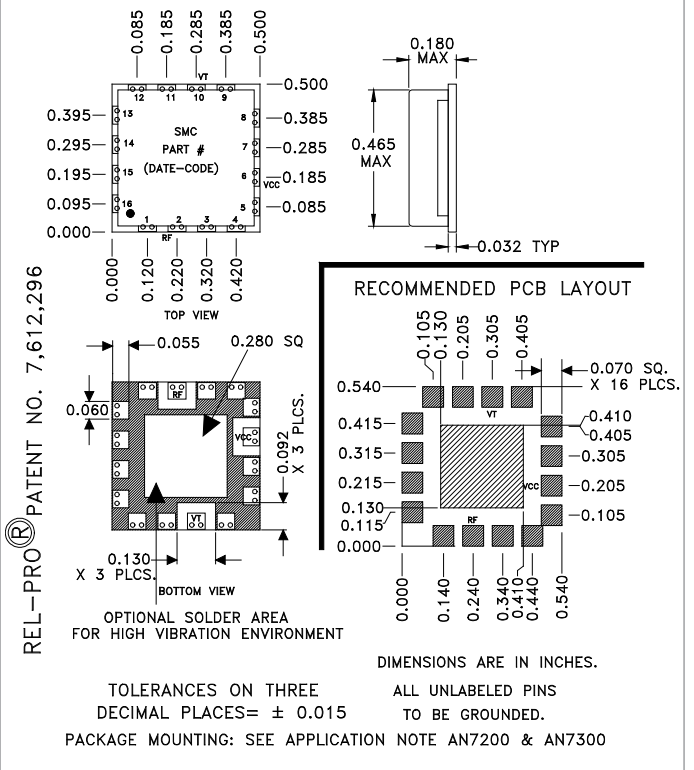 0.085 0.185 0.285 0.385 0.500
VT
12 11 10 9
0.500
0.395 13 8 0.385
SMC
PART #
(DATE-CODE)
0.295 14 7 0.285
0.195 15 6 0.185
VCC
0.095 16 5 0.085
1 2 3 4
0.000
RF
0.000 0.120 0.220 0.320 0.420
TOP VIEW
0.180
MAX
0.465
MAX
0.032 TYP
REL-PRO® PATENT NO. 7,612,296
0.055 0.280 SQ
0.060
RF
VCC
0.092
X 3 PLCS.
VT
0.130
X 3 PLCS.
BOTTOM VIEW
OPTIONAL SOLDER AREA
FOR HIGH VIBRATION ENVIRONMENT
RECOMMENDED PCB LAYOUT
0.105 0.130 0.205 0.305 0.405
0.070 SQ.
X 16 PLCS.
0.540
VT
0.415 0.410
0.405
0.315 0.305
0.215 0.205
VCC
0.130
0.115 0.105
RF
0.000
0.000 0.140 0.240 0.340 0.410 0.440 0.540
DIMENSIONS ARE IN INCHES.
TOLERANCES ON THREE
DECIMAL PLACES= ± 0.015
ALL UNLABELED PINS
TO BE GROUNDED.
PACKAGE MOUNTING: SEE APPLICATION NOTE AN7200 & AN7300